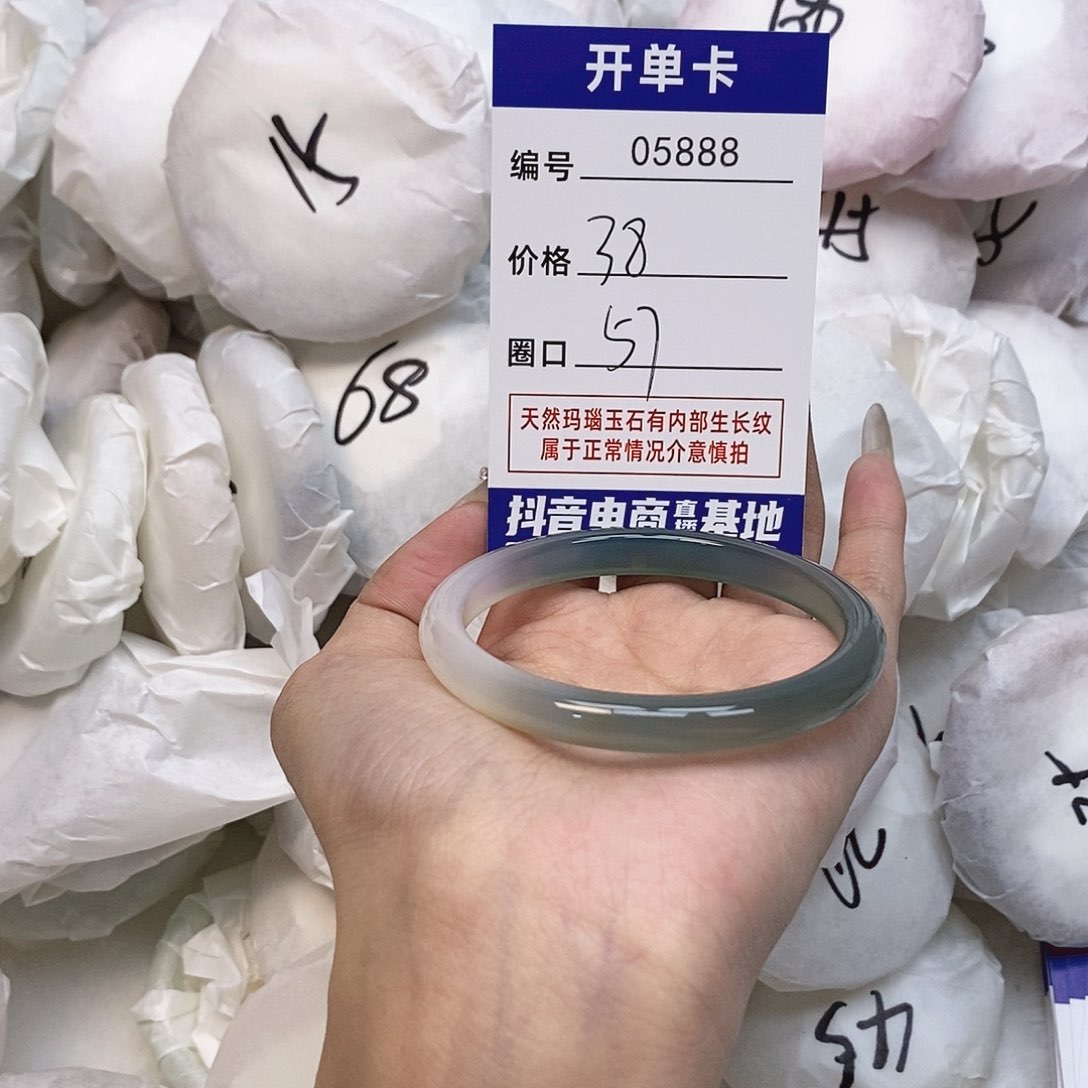 开单卡
编号 05888
价格 38
圈口 57
天然玛瑙玉石有内部生长纹
属于正常情况介意慎拍
抖音电商直播基地
1K
68
45